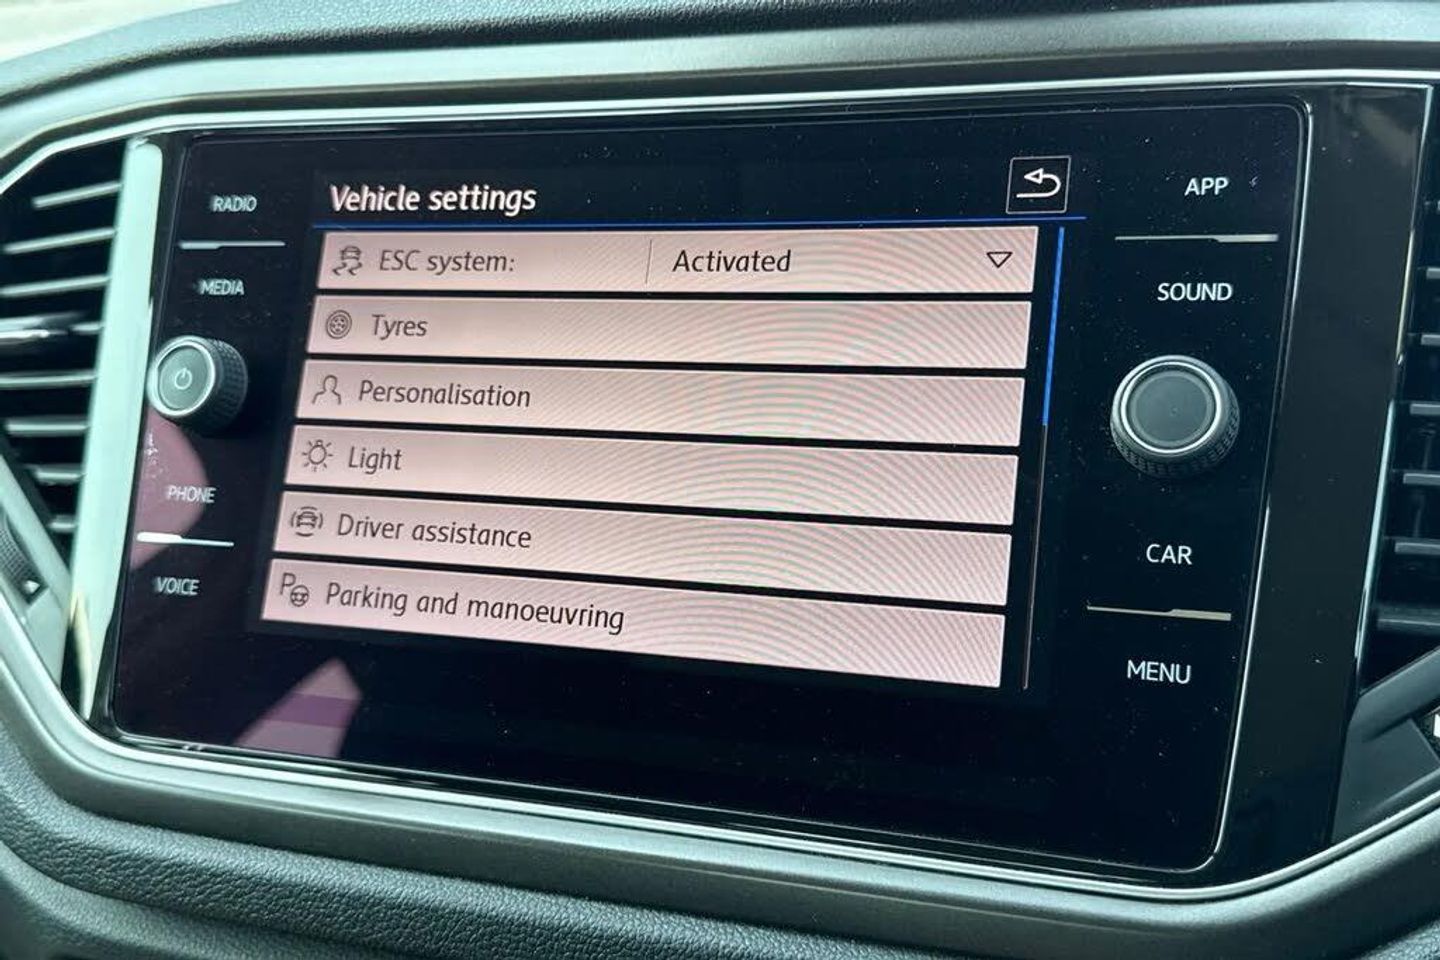 Vehicle settings
RADIO
MEDIA
PHONE
VOICE
ESC system: Activated
Tyres
Personalisation
Light
Driver assistance
P Parking and manoeuvring
APP
SOUND
CAR
MENU